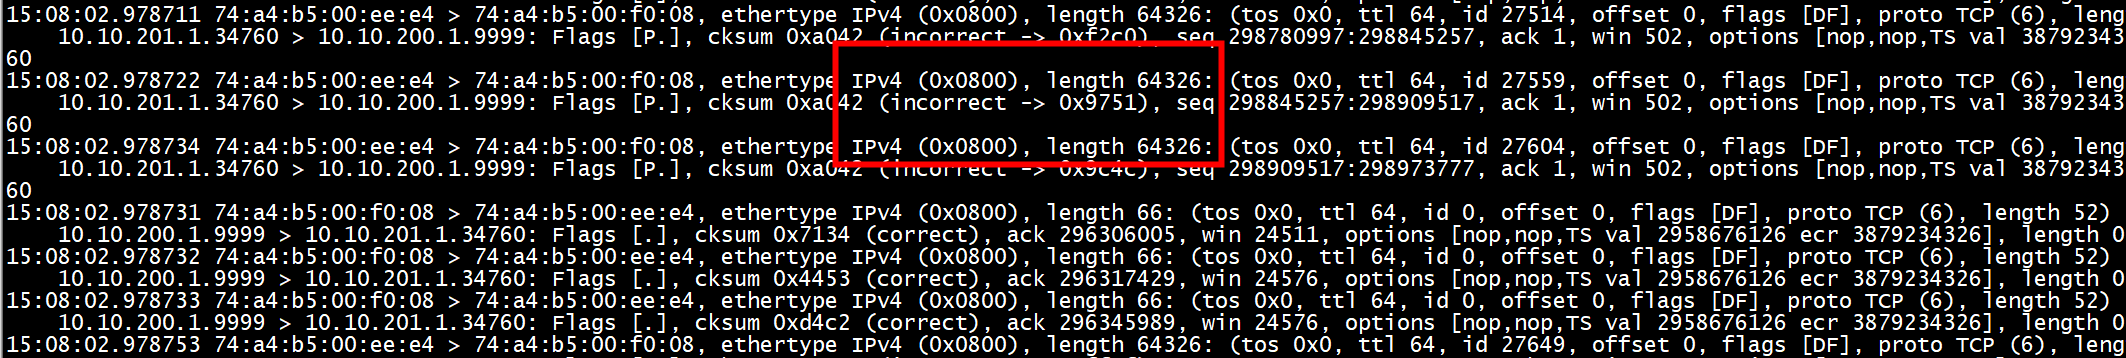 15:08:02.978711 74:a4:b5:00:ee:e4 > 74:a4:b5:00:f0:08, ethertype IPv4 (0x0800), length 64326: (tos 0x0, ttl 64, id 27514, offset 0, flags [DF], proto TCP (6), leng
10.10.201.1.34760 > 10.10.200.1.9999: Flags [P.], cksum 0xa042 (incorrect -> 0xf2c0), seq 298780997:298845257, ack 1, win 502, options [nop,nop,TS val 38792343
60
15:08:02.978722 74:a4:b5:00:ee:e4 > 74:a4:b5:00:f0:08, ethertype IPv4 (0x0800), length 64326: (tos 0x0, ttl 64, id 27559, offset 0, flags [DF], proto TCP (6), leng
10.10.201.1.34760 > 10.10.200.1.9999: Flags [P.], cksum 0xa042 (incorrect -> 0x9751), seq 298845257:298909517, ack 1, win 502, options [nop,nop,TS val 38792343
60
15:08:02.978734 74:a4:b5:00:ee:e4 > 74:a4:b5:00:f0:08, ethertype IPv4 (0x0800), length 64326: (tos 0x0, ttl 64, id 27604, offset 0, flags [DF], proto TCP (6), leng
10.10.201.1.34760 > 10.10.200.1.9999: Flags [P.], cksum 0xa042 (incorrect -> 0x9c4c), seq 298909517:298973777, ack 1, win 502, options [nop,nop,TS val 38792343
60
15:08:02.978731 74:a4:b5:00:f0:08 > 74:a4:b5:00:ee:e4, ethertype IPv4 (0x0800), length 66: (tos 0x0, ttl 64, id 0, offset 0, flags [DF], proto TCP (6), length 52)
10.10.200.1.9999 > 10.10.201.1.34760: Flags [.], cksum 0x7134 (correct), ack 296306005, win 24511, options [nop,nop,TS val 2958676126 ecr 3879234326], length 0
15:08:02.978732 74:a4:b5:00:f0:08 > 74:a4:b5:00:ee:e4, ethertype IPv4 (0x0800), length 66: (tos 0x0, ttl 64, id 0, offset 0, flags [DF], proto TCP (6), length 52)
10.10.200.1.9999 > 10.10.201.1.34760: Flags [.], cksum 0x4453 (correct), ack 296317429, win 24576, options [nop,nop,TS val 2958676126 ecr 3879234326], length 0
15:08:02.978733 74:a4:b5:00:f0:08 > 74:a4:b5:00:ee:e4, ethertype IPv4 (0x0800), length 66: (tos 0x0, ttl 64, id 0, offset 0, flags [DF], proto TCP (6), length 52)
10.10.200.1.9999 > 10.10.201.1.34760: Flags [.], cksum 0xd4c2 (correct), ack 296345989, win 24576, options [nop,nop,TS val 2958676126 ecr 3879234326], length 0
15:08:02.978753 74:a4:b5:00:ee:e4 > 74:a4:b5:00:f0:08, ethertype IPv4 (0x0800), length 64326: (tos 0x0, ttl 64, id 27649, offset 0, flags [DF], proto TCP (6), leng